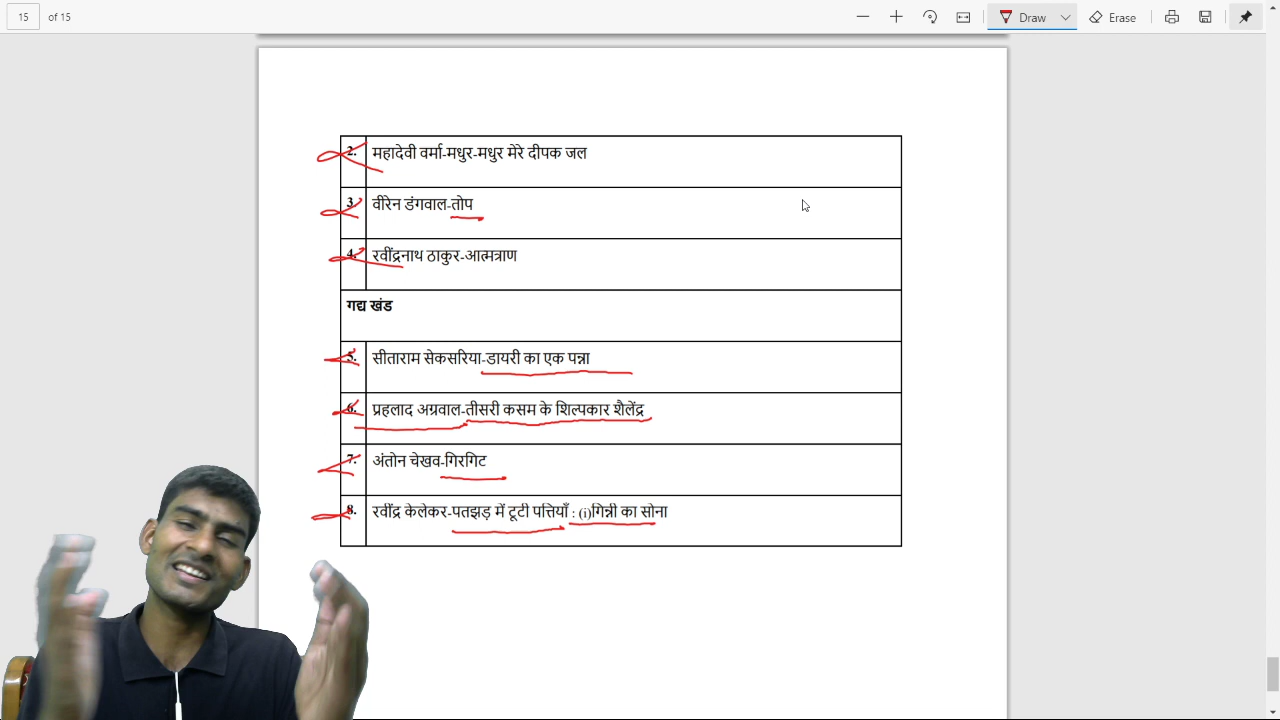 15 of 15
Draw
Erase
2. महादेवी वर्मा-मधुर-मधुर मेरे दीपक जल
3. वीरेन डंगवाल-तोप
4. रवींद्रनाथ ठाकुर-आत्मत्राण
गद्य खंड
5. सीताराम सेकसरिया-डायरी का एक पन्ना
6. प्रहलाद अग्रवाल-तीसरी कसम के शिल्पकार शैलेंद्र
7. अंतोन चेखव-गिरगिट
8. रवींद्र केलेकर-पतझड़ में टूटी पत्तियाँ : (i)गिन्नी का सोना